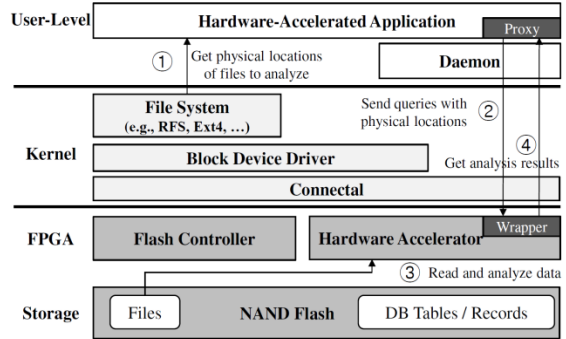 User-Level
Hardware-Accelerated Application
Proxy
① Get physical locations
of files to analyze
Daemon
File System
(e.g., RFS, Ext4, …)
Send queries with
physical locations ②
Kernel
Block Device Driver
④
Get analysis results
Connectal
FPGA
Flash Controller
Hardware Accelerator
Wrapper
③ Read and analyze data
Storage
Files
NAND Flash
DB Tables / Records